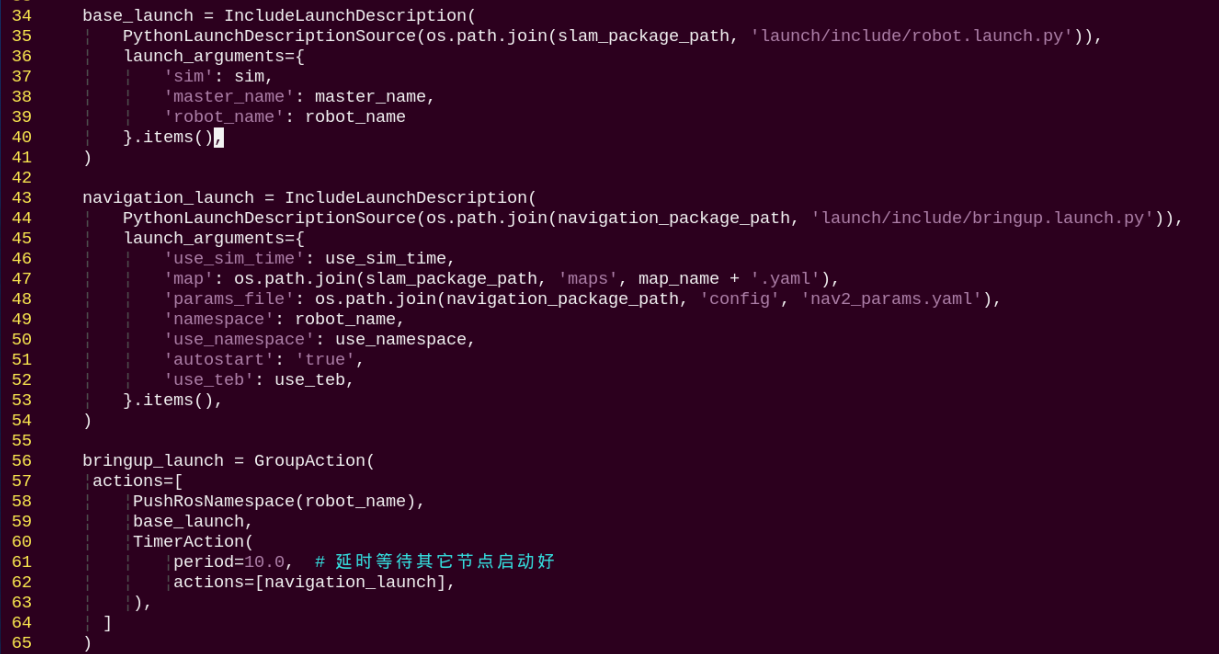 34     base_launch = IncludeLaunchDescription(
35     ¦   PythonLaunchDescriptionSource(os.path.join(slam_package_path, 'launch/include/robot.launch.py')),
36     ¦   launch_arguments={
37     ¦   ¦   'sim': sim,
38     ¦   ¦   'master_name': master_name,
39     ¦   ¦   'robot_name': robot_name
40     ¦   }.items(),
41     )
42
43     navigation_launch = IncludeLaunchDescription(
44     ¦   PythonLaunchDescriptionSource(os.path.join(navigation_package_path, 'launch/include/bringup.launch.py')),
45     ¦   launch_arguments={
46     ¦   ¦   'use_sim_time': use_sim_time,
47     ¦   ¦   'map': os.path.join(slam_package_path, 'maps', map_name + '.yaml'),
48     ¦   ¦   'params_file': os.path.join(navigation_package_path, 'config', 'nav2_params.yaml'),
49     ¦   ¦   'namespace': robot_name,
50     ¦   ¦   'use_namespace': use_namespace,
51     ¦   ¦   'autostart': 'true',
52     ¦   ¦   'use_teb': use_teb,
53     ¦   }.items(),
54     )
55
56     bringup_launch = GroupAction(
57     ¦actions=[
58     ¦   ¦PushRosNamespace(robot_name),
59     ¦   ¦base_launch,
60     ¦   ¦TimerAction(
61     ¦   ¦   ¦period=10.0,  # 延时等待其它节点启动好
62     ¦   ¦   ¦actions=[navigation_launch],
63     ¦   ¦),
64     ¦ ]
65     )